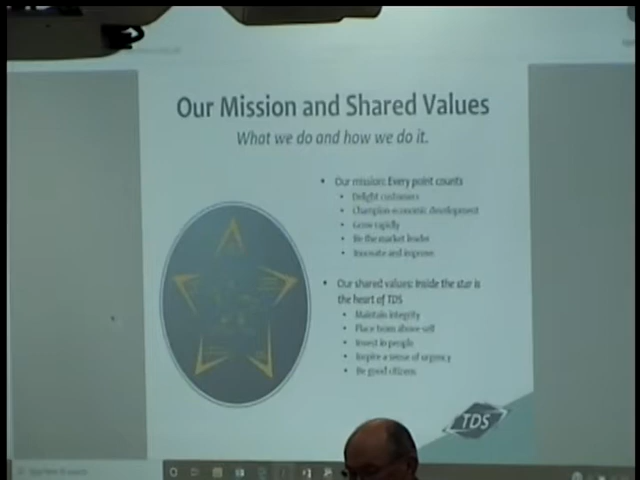 Our Mission and Shared Values
What we do and how we do it.
• Our mission: Every point counts
• Delight customers
• Champion economic development
• Grow rapidly
• Be the market leader
• Innovate and improve
• Our shared values: Inside the star is
the heart of TDS
• Maintain integrity
• Place team above self
• Invest in people
• Inspire a sense of urgency
• Be good citizens
TDS